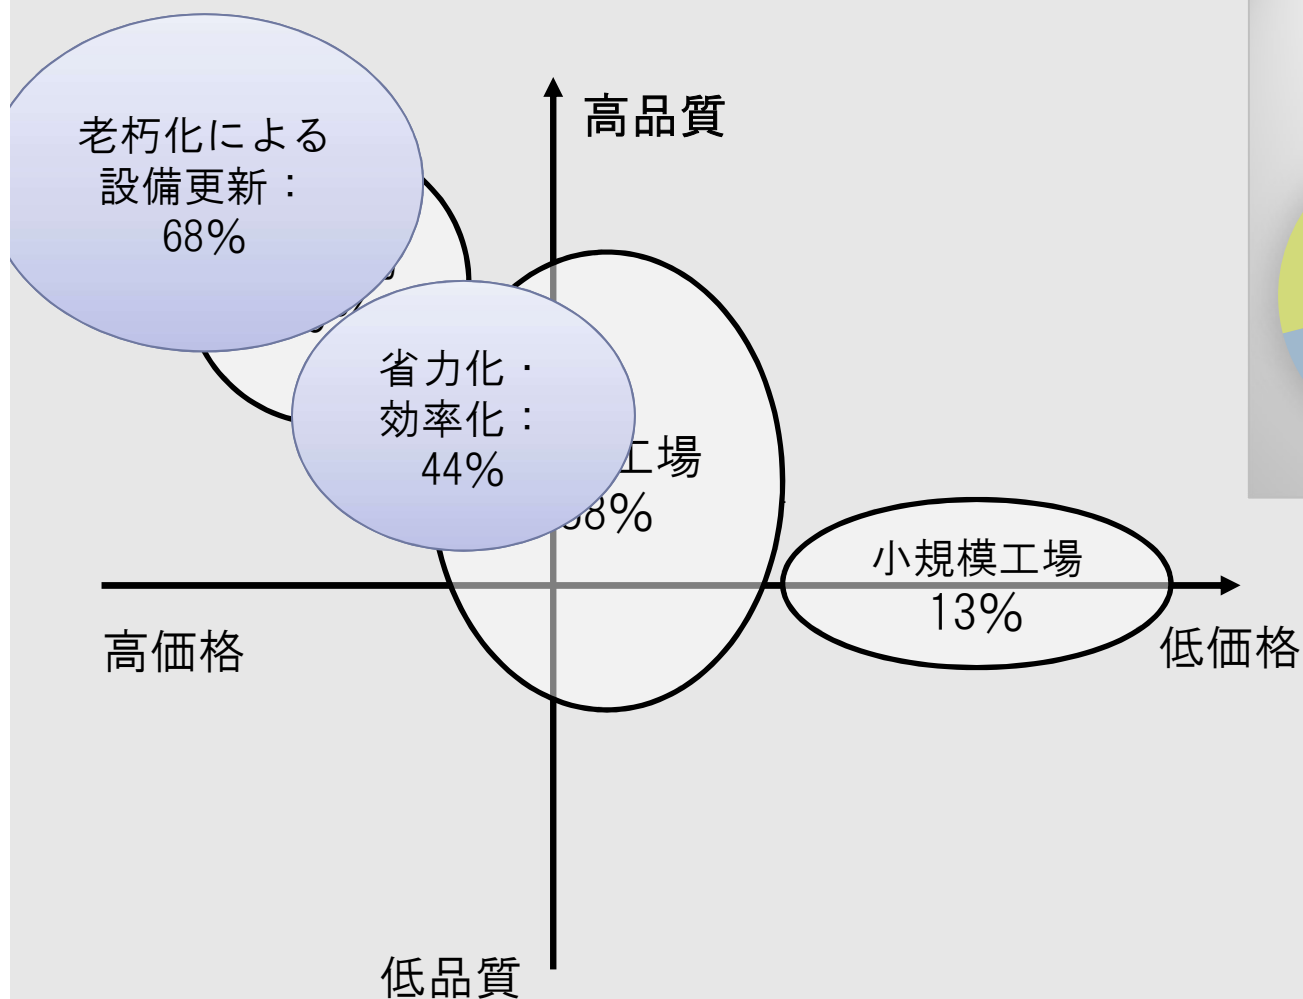 高品質
老朽化による
設備更新：
68%
省力化・
効率化：
44%
工場
8%
小規模工場
13%
高価格
低価格
低品質